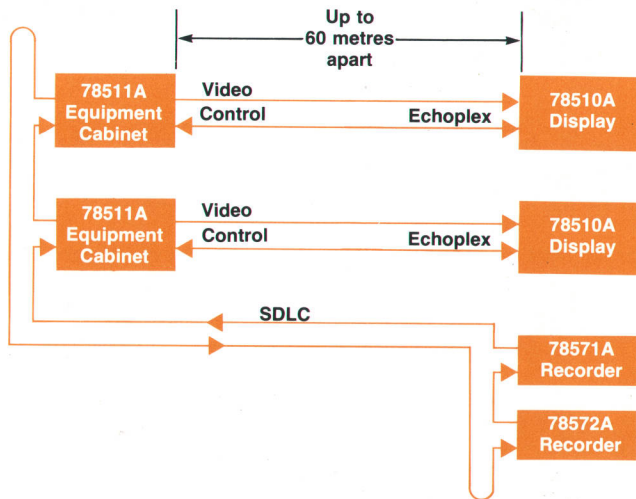 Up to
60 metres
apart
78511A
Equipment
Cabinet
Video
Control
Echoplex
78510A
Display
78511A
Equipment
Cabinet
Video
Control
Echoplex
78510A
Display
SDLC
78571A
Recorder
78572A
Recorder